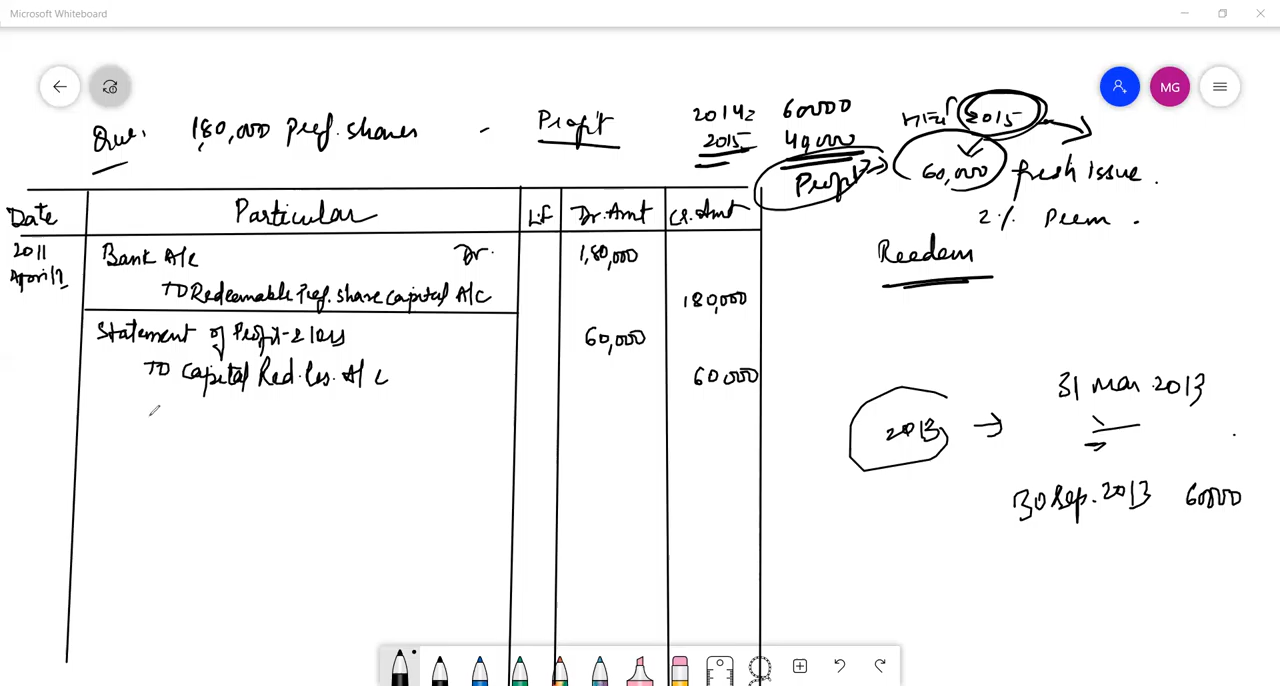 Microsoft Whiteboard
MG
Que. 180,000 Pref. shares - Profit
2014 = 60000
2015 40,000
2015
Profit
60,000 fresh issue.
2% Prem.
Reedem
Date Particular L.F Dr. Amt Cr. Amt
2011
April 1
Bank A/c Dr. 1,80,000
To Redeemable Pref. share capital A/c 180,000
Statement of Profit & loss 60,000
To Capital Red. Res. A/c 60000
2013 → 31 Mar. 2013
30 Sep. 2013 60000